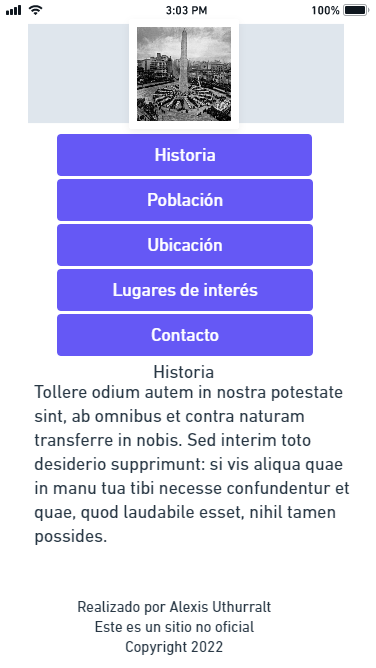 3:03 PM
100%
Historia
Población
Ubicación
Lugares de interés
Contacto
Historia
Tollere odium autem in nostra potestate
sint, ab omnibus et contra naturam
transferre in nobis. Sed interim toto
desiderio supprimunt: si vis aliqua quae
in manu tua tibi necesse confundentur et
quae, quod laudabile esset, nihil tamen
possides.
Realizado por Alexis Uthurralt
Este es un sitio no oficial
Copyright 2022